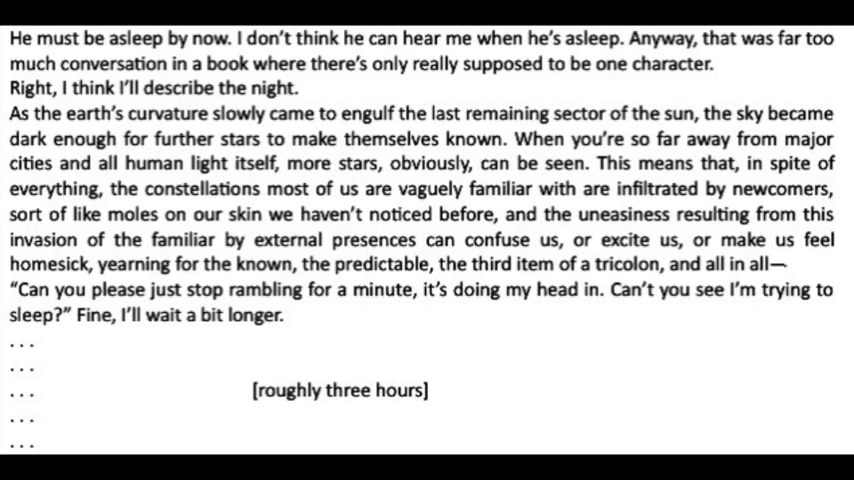 He must be asleep by now. I don't think he can hear me when he's asleep. Anyway, that was far too
much conversation in a book where there's only really supposed to be one character.
Right, I think I'll describe the night.
As the earth's curvature slowly came to engulf the last remaining sector of the sun, the sky became
dark enough for further stars to make themselves known. When you're so far away from major
cities and all human light itself, more stars, obviously, can be seen. This means that, in spite of
everything, the constellations most of us are vaguely familiar with are infiltrated by newcomers,
sort of like moles on our skin we haven't noticed before, and the uneasiness resulting from this
invasion of the familiar by external presences can confuse us, or excite us, or make us feel
homesick, yearning for the known, the predictable, the third item of a tricolon, and all in all—
“Can you please just stop rambling for a minute, it's doing my head in. Can't you see I'm trying to
sleep?” Fine, I'll wait a bit longer.
. . .
. . .
. . . [roughly three hours]
. . .
. . .